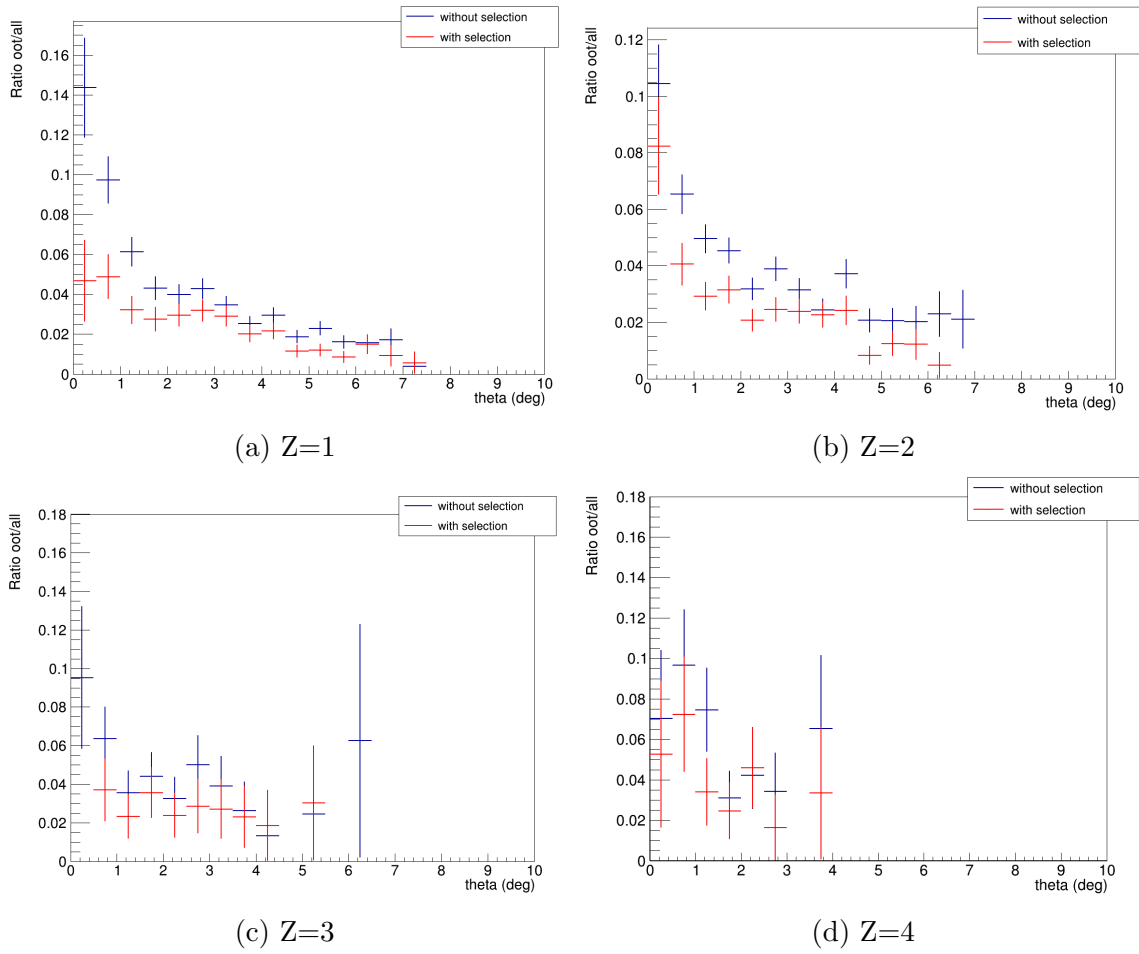 without selection
with selection
Ratio oot/all
0.16
0.14
0.12
0.1
0.08
0.06
0.04
0.02
0
0 1 2 3 4 5 6 7 8 9 10
theta (deg)
(a) Z=1
without selection
with selection
Ratio oot/all
0.12
0.1
0.08
0.06
0.04
0.02
0
0 1 2 3 4 5 6 7 8 9 10
theta (deg)
(b) Z=2
without selection
with selection
Ratio oot/all
0.18
0.16
0.14
0.12
0.1
0.08
0.06
0.04
0.02
0
0 1 2 3 4 5 6 7 8 9 10
theta (deg)
(c) Z=3
without selection
with selection
Ratio oot/all
0.18
0.16
0.14
0.12
0.1
0.08
0.06
0.04
0.02
0
0 1 2 3 4 5 6 7 8 9 10
theta (deg)
(d) Z=4